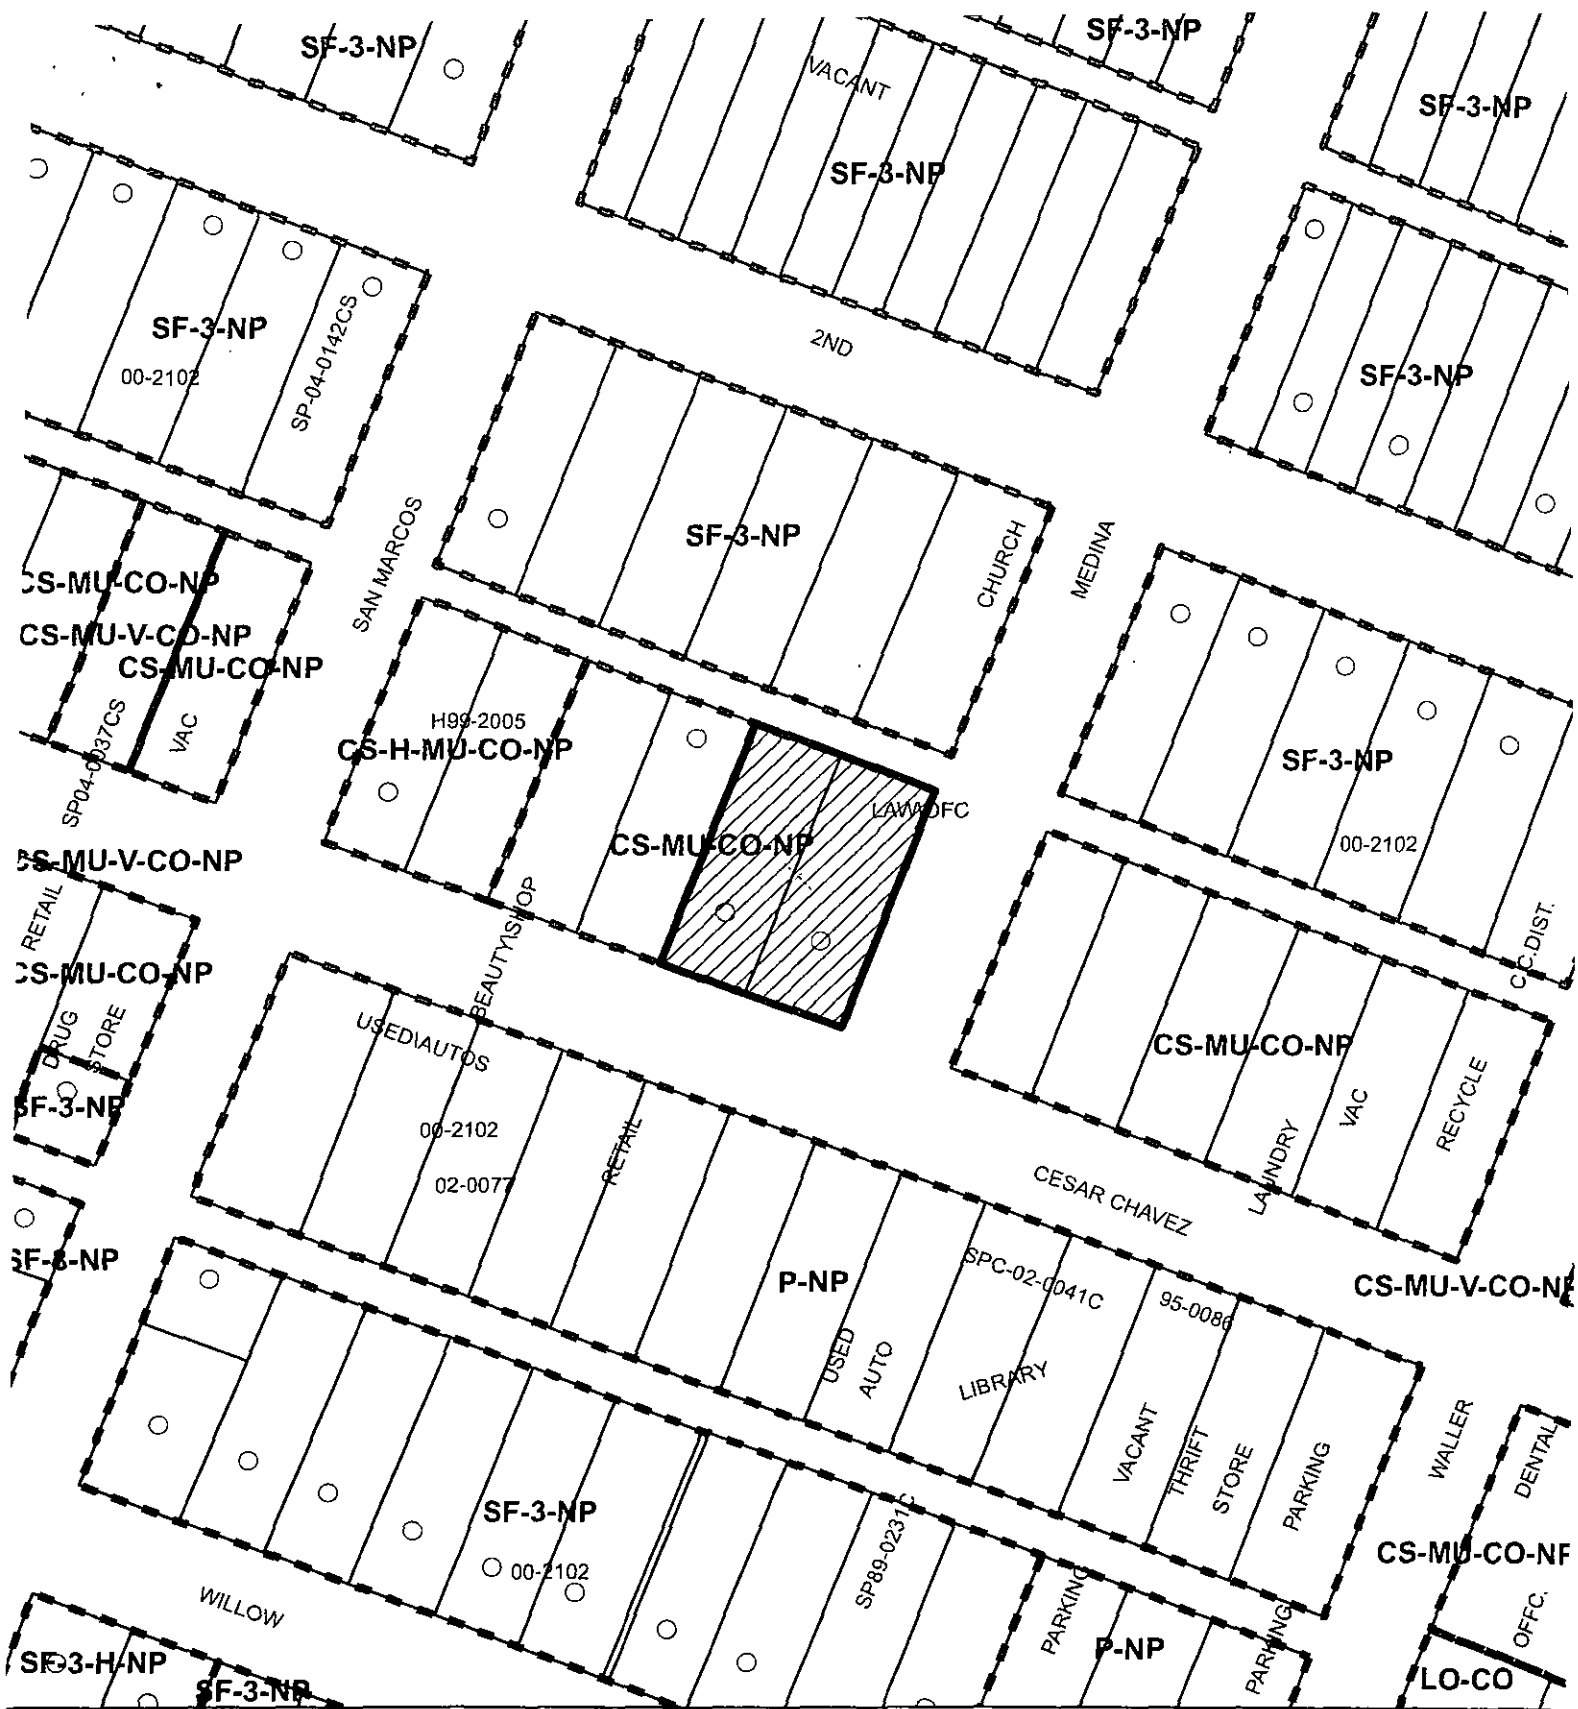 SF-3-NP
SF-3-NP
VACANT
SF-3-NP
SF-3-NP
SF-3-NP
00-2102
SP-04-0142CS
2ND
SF-3-NP
SAN MARCOS
SF-3-NP
CHURCH
MEDINA
CS-MU-CO-NP
CS-MU-V-CO-NP
CS-MU-CO-NP
SP04-0037CS
VAC
H99-2005
CS-H-MU-CO-NP
SF-3-NP
LAW\OFC
CS-MU-CO-NP
00-2102
CS-MU-V-CO-NP
RETAIL
BEAUTY\SHOP
C.C.DIST.
CS-MU-CO-NP
DRUG
STORE
USED\AUTOS
CS-MU-CO-NP
SF-3-NP
00-2102
RETAIL
LAUNDRY
VAC
RECYCLE
02-0077
CESAR CHAVEZ
SF-3-NP
P-NP
SPC-02-0041C
95-0086
CS-MU-V-CO-NP
USED
AUTO
LIBRARY
VACANT
THRIFT
STORE
PARKING
WALLER
DENTAL
SF-3-NP
00-2102
SP89-0231C
CS-MU-CO-NP
WILLOW
PARKING
P-NP
PARKING
OFFC.
SF-3-H-NP
SF-3-NP
LO-CO